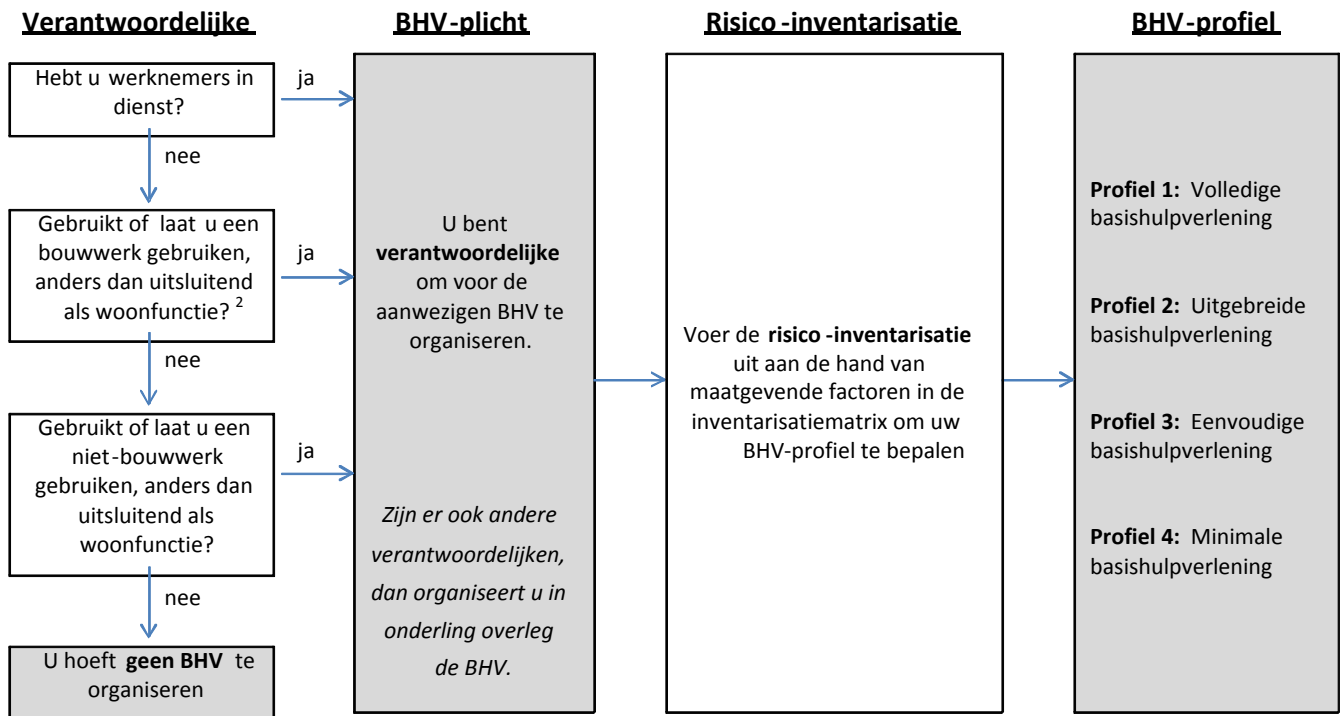 Verantwoordelijke
BHV-plicht
Risico-inventarisatie
BHV-profiel
Hebt u werknemers in
dienst?
ja
nee
Gebruikt of laat u een
bouwwerk gebruiken,
anders dan uitsluitend
als woonfunctie? 2
ja
nee
Gebruikt of laat u een
niet-bouwwerk
gebruiken, anders dan
uitsluitend als
woonfunctie?
ja
nee
U hoeft geen BHV te
organiseren
U bent
verantwoordelijke
om voor de
aanwezigen BHV te
organiseren.
Zijn er ook andere
verantwoordelijken,
dan organiseert u in
onderling overleg
de BHV.
Voer de risico-inventarisatie
uit aan de hand van
maatgevende factoren in de
inventarisatiematrix om uw
BHV-profiel te bepalen
Profiel 1: Volledige
basishulpverlening
Profiel 2: Uitgebreide
basishulpverlening
Profiel 3: Eenvoudige
basishulpverlening
Profiel 4: Minimale
basishulpverlening